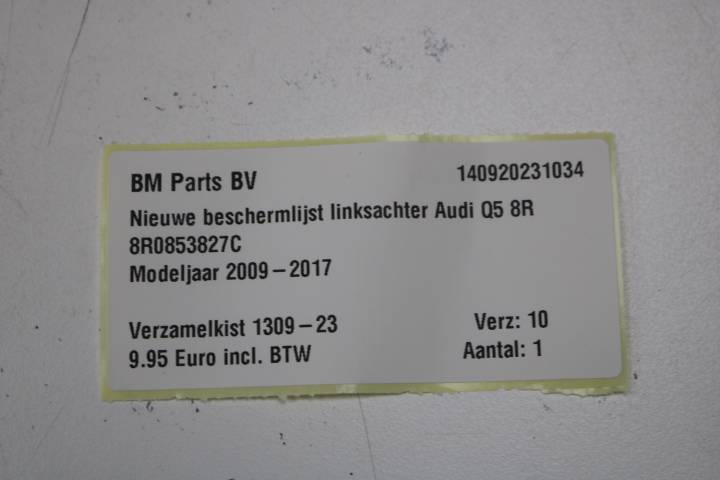 BM Parts BV 140920231034
Nieuwe beschermlijst linksachter Audi Q5 8R
8R0853827C
Modeljaar 2009 – 2017
Verzamelkist 1309 – 23 Verz: 10
9.95 Euro incl. BTW Aantal: 1